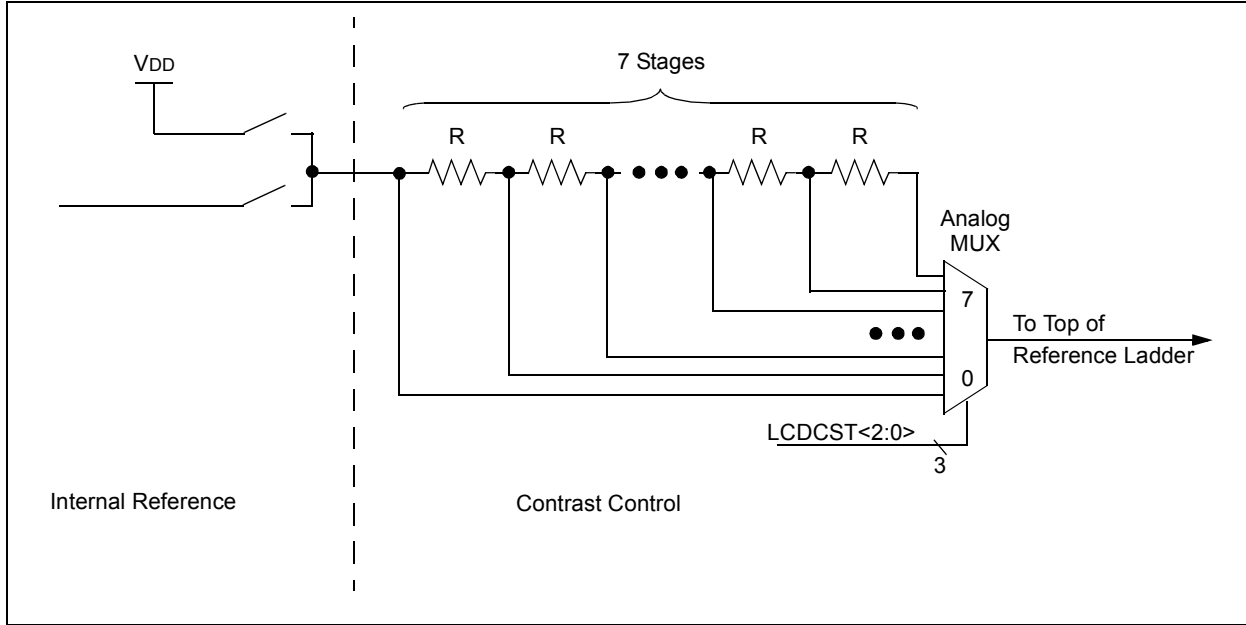 VDD
7 Stages
R
R
R
R
Analog
MUX
7
0
To Top of
Reference Ladder
LCDCST<2:0>
3
Internal Reference
Contrast Control